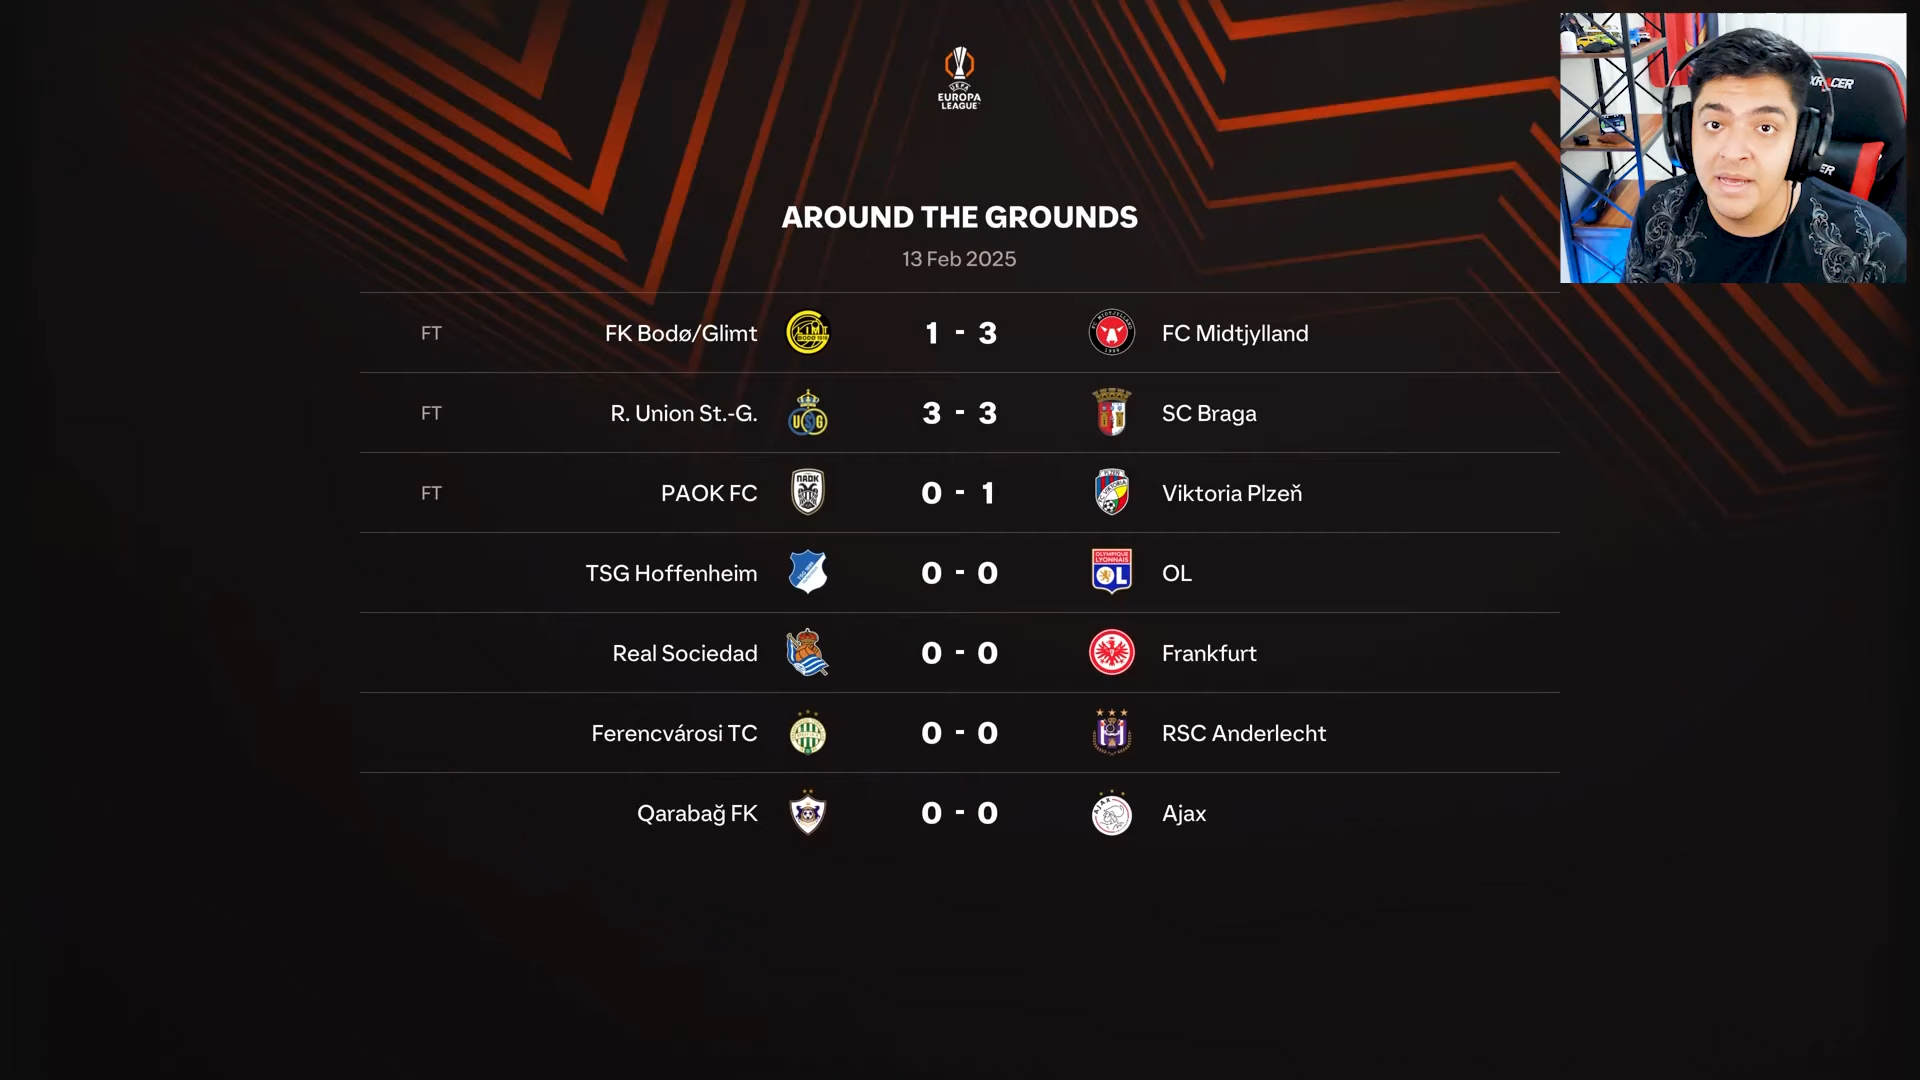 UEFA
EUROPA
LEAGUE
AROUND THE GROUNDS
13 Feb 2025
FT FK Bodø/Glimt 1 - 3 FC Midtjylland
FT R. Union St.-G. 3 - 3 SC Braga
FT PAOK FC 0 - 1 Viktoria Plzeň
TSG Hoffenheim 0 - 0 OL
Real Sociedad 0 - 0 Frankfurt
Ferencvárosi TC 0 - 0 RSC Anderlecht
Qarabağ FK 0 - 0 Ajax